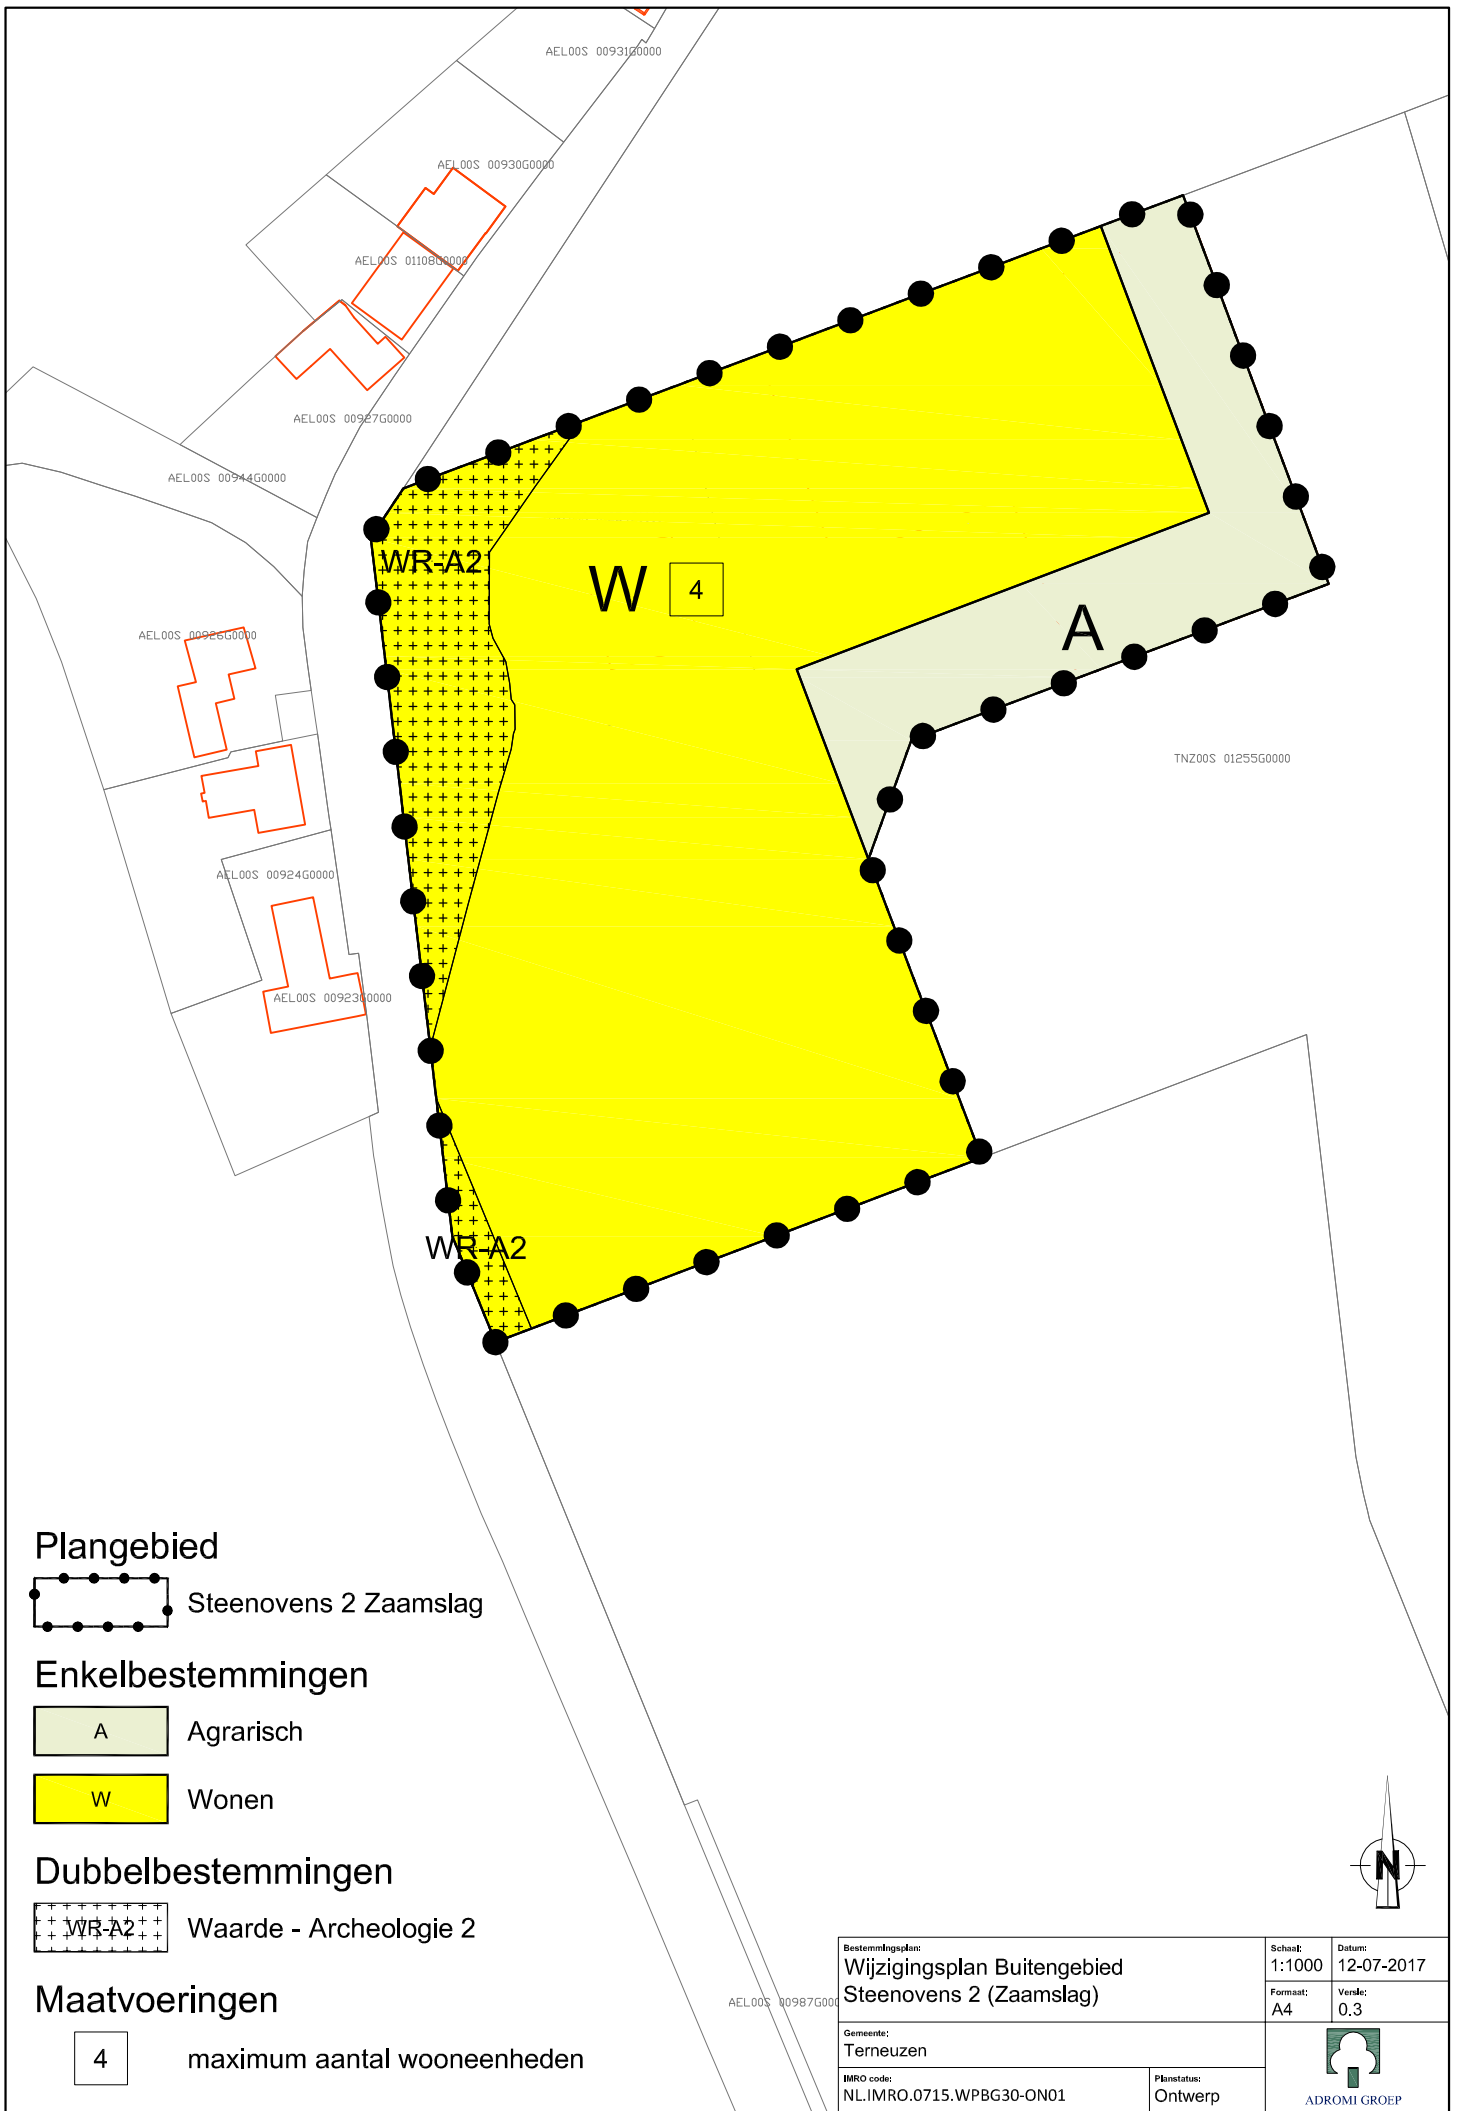 AEL00S 00931G0000
AEL00S 00930G0000
AEL00S 01108G0000
AEL00S 00927G0000
AEL00S 00944G0000
WR-A2
W 4
A
AEL00S 00926G0000
TNZ00S 01255G0000
AEL00S 00924G0000
AEL00S 00923G0000
WR-A2
Plangebied
Steenovens 2 Zaamslag
Enkelbestemmingen
A Agrarisch
W Wonen
Dubbelbestemmingen
WR-A2 Waarde - Archeologie 2
Maatvoeringen
4 maximum aantal wooneenheden
N
AEL00S 00987G000
Bestemmingsplan:
Wijzigingsplan Buitengebied
Steenovens 2 (Zaamslag)
Schaal:
1:1000
Datum:
12-07-2017
Formaat:
A4
Versie:
0.3
Gemeente:
Terneuzen
IMRO code:
NL.IMRO.0715.WPBG30-ON01
Planstatus:
Ontwerp
ADROMI GROEP